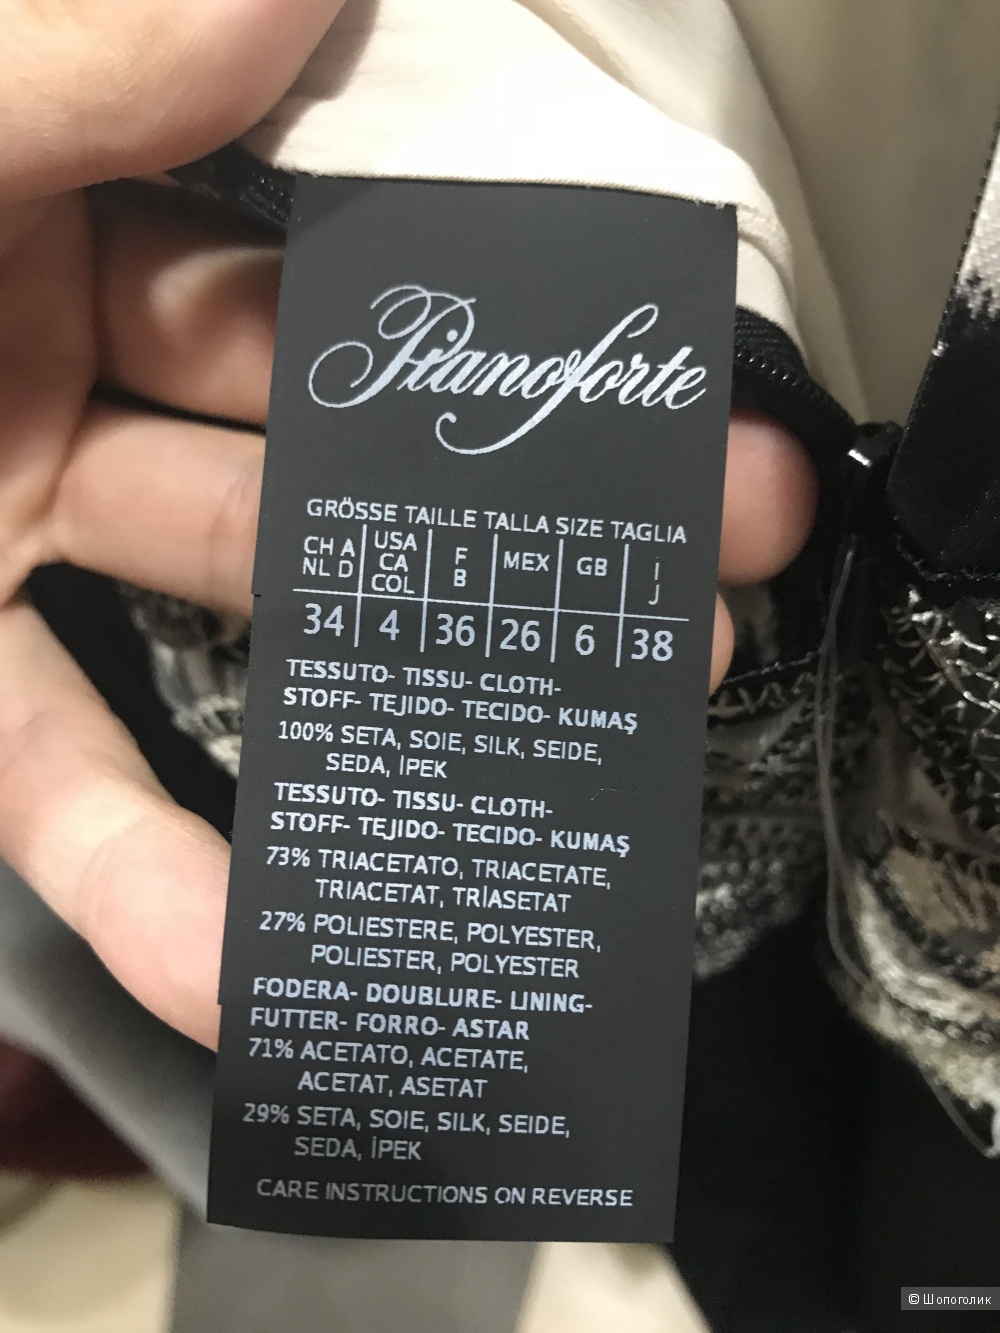 Pianoforte
GRÖSSE TAILLE TALLA SIZE TAGLIA
CH A NL D USA CA COL F B MEX GB I J
34 4 36 26 6 38
TESSUTO- TISSU- CLOTH-
STOFF- TEJIDO- TECIDO- KUMAŞ
100% SETA, SOIE, SILK, SEIDE,
SEDA, İPEK
TESSUTO- TISSU- CLOTH-
STOFF- TEJIDO- TECIDO- KUMAŞ
73% TRIACETATO, TRIACETATE,
TRIACETAT, TRİASETAT
27% POLIESTERE, POLYESTER,
POLIESTER, POLYESTER
FODERA- DOUBLURE- LINING-
FUTTER- FORRO- ASTAR
71% ACETATO, ACETATE,
ACETAT, ASETAT
29% SETA, SOIE, SILK, SEIDE,
SEDA, İPEK
CARE INSTRUCTIONS ON REVERSE
© Шопоголик